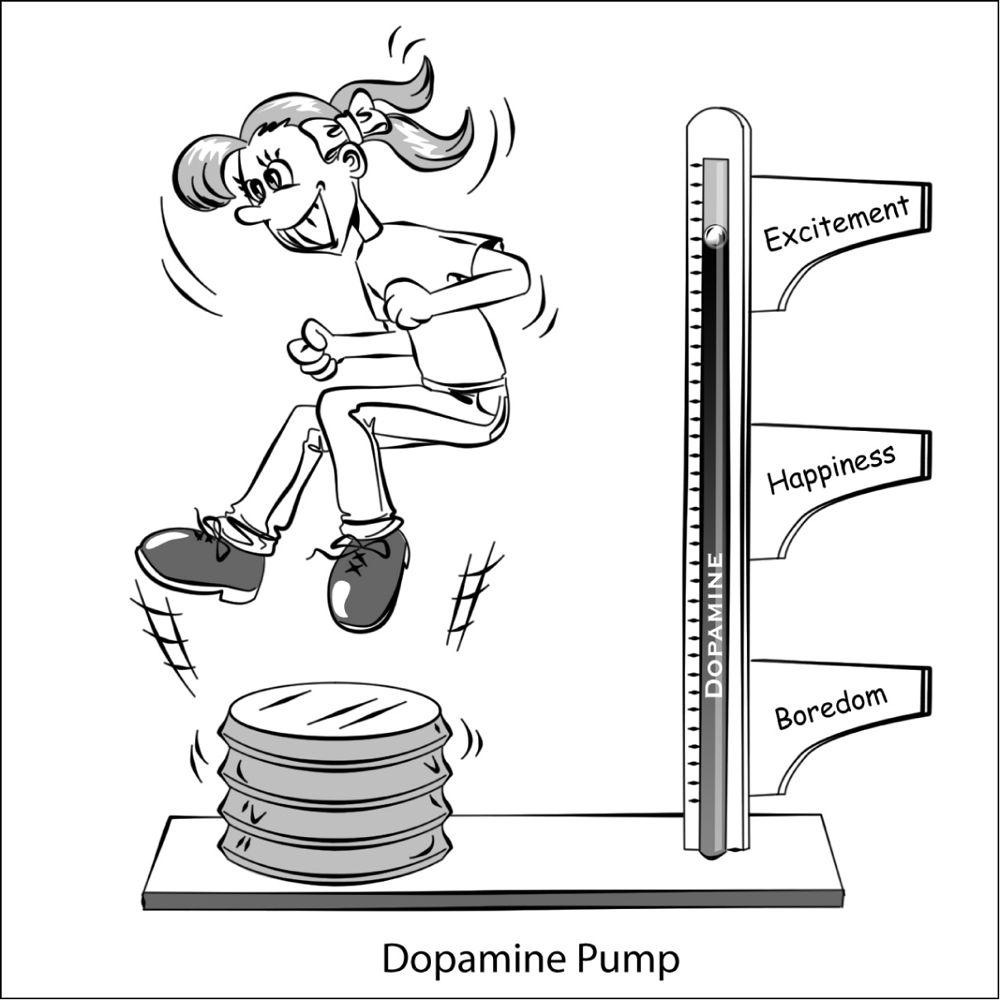 Excitement
Happiness
DOPAMINE
Boredom
Dopamine Pump